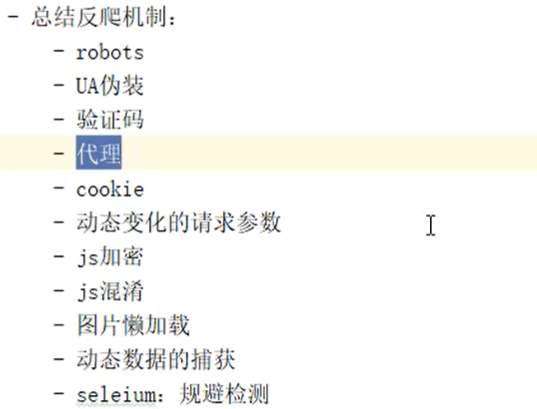 - 总结反爬机制:
- robots
- UA伪装
- 验证码
- 代理
- cookie
- 动态变化的请求参数
- js加密
- js混淆
- 图片懒加载
- 动态数据的捕获
- seleium: 规避检测